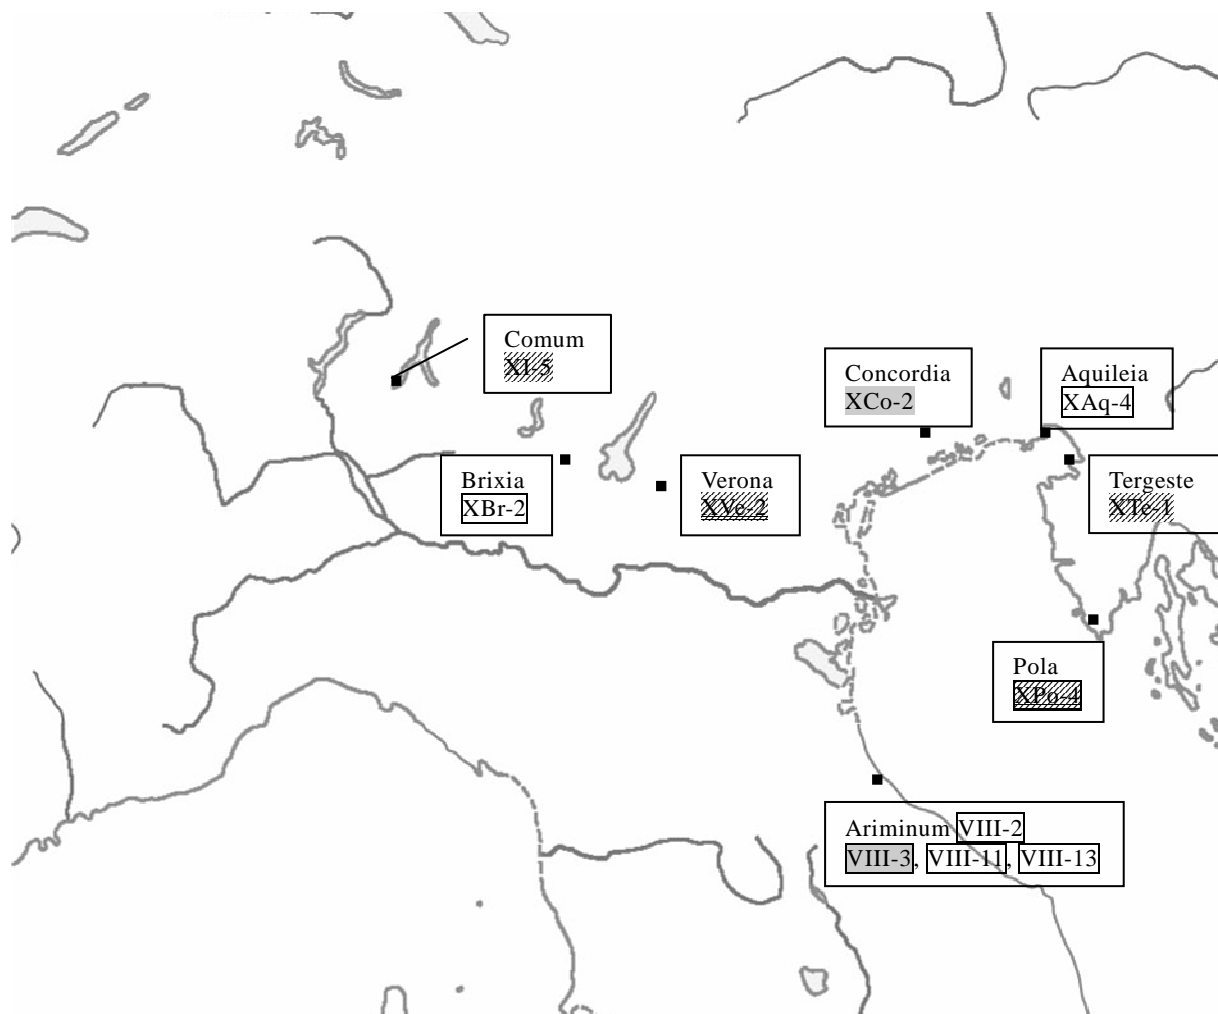 Comum
XI-5
Concordia
XCo-2
Aquileia
XAq-4
Brixia
XBr-2
Verona
XVe-2
Tergeste
XTe-1
Pola
XPo-4
Ariminum VIII-2
VIII-3, VIII-11, VIII-13